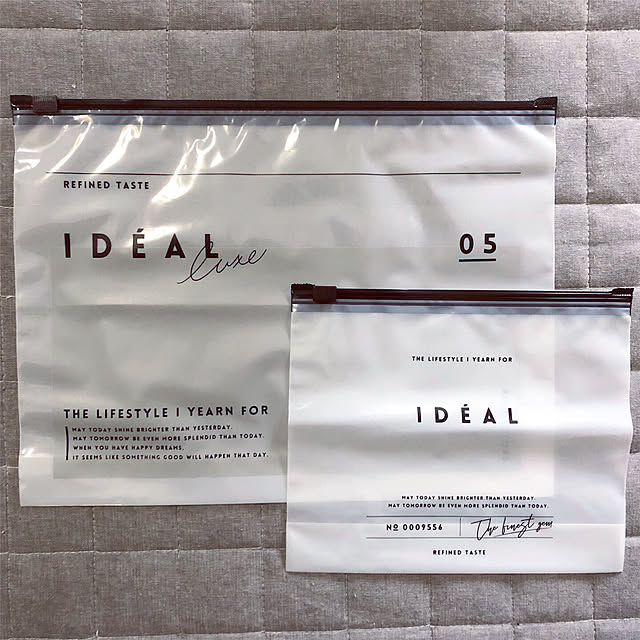 REFINED TASTE
IDÉAL
luxe
05
THE LIFESTYLE I YEARN FOR
MAY TODAY SHINE BRIGHTER THAN YESTERDAY.
MAY TOMORROW BE EVEN MORE SPLENDID THAN TODAY.
WHEN YOU HAVE HAPPY DREAMS,
IT SEEMS LIKE SOMETHING GOOD WILL HAPPEN THAT DAY.
THE LIFESTYLE I YEARN FOR
IDÉAL
MAY TODAY SHINE BRIGHTER THAN YESTERDAY.
MAY TOMORROW BE EVEN MORE SPLENDID THAN TODAY.
Nº 0009556
The finest
REFINED TASTE